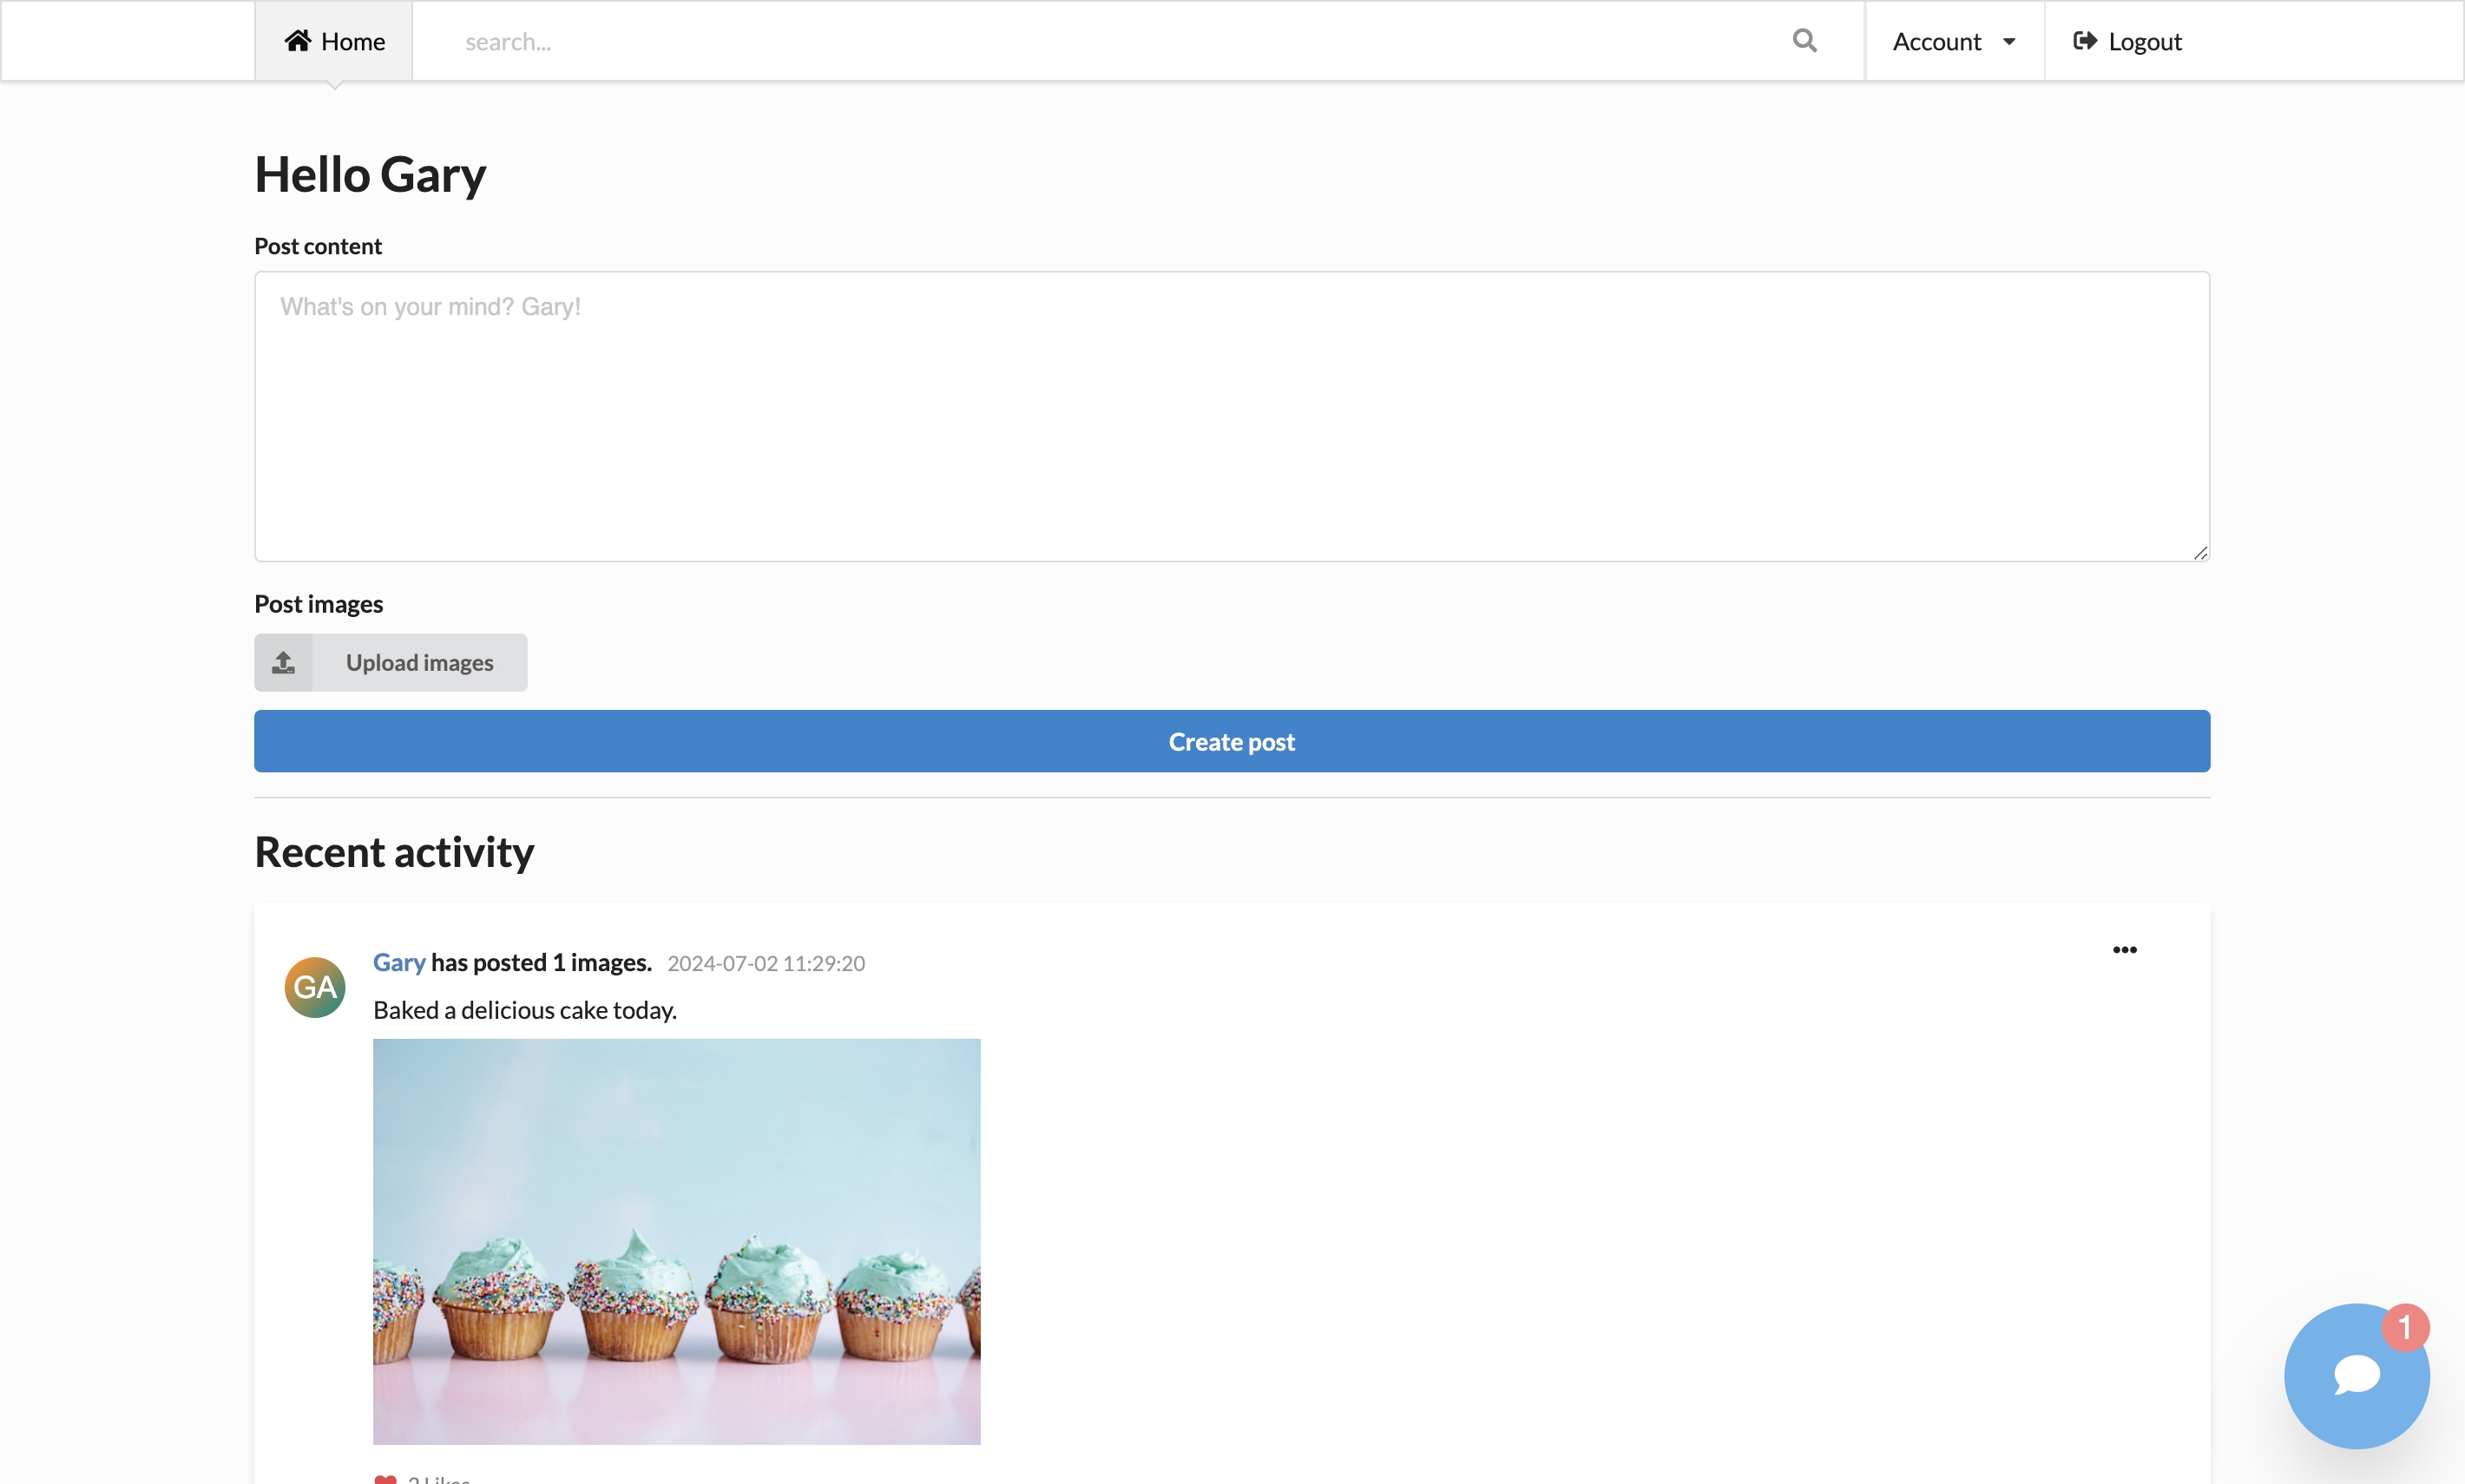 Home
search...
Account
Logout
Hello Gary
Post content
What's on your mind? Gary!
Post images
Upload images
Create post
Recent activity
Gary has posted 1 images. 2024-07-02 11:29:20
GA
Baked a delicious cake today.
1
Likes